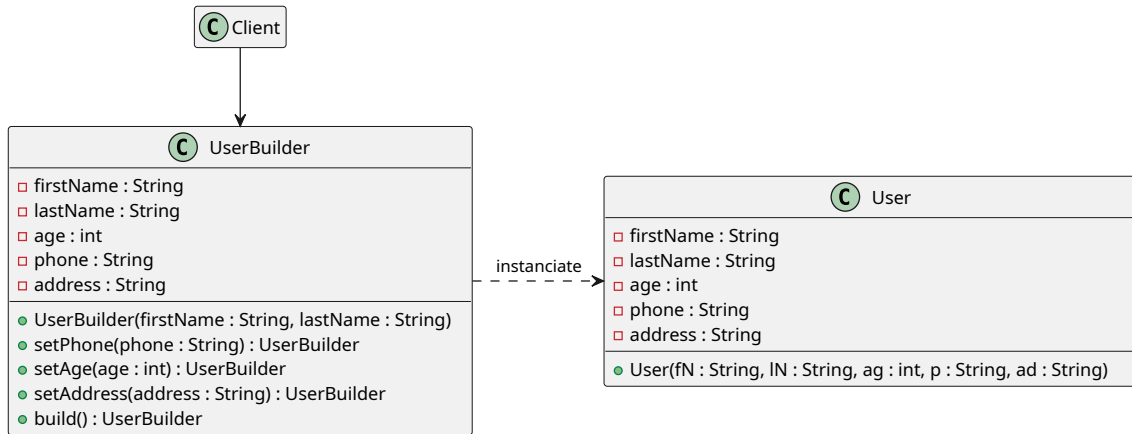 C Client
C UserBuilder
firstName : String
lastName : String
age : int
phone : String
address : String
UserBuilder(firstName : String, lastName : String)
setPhone(phone : String) : UserBuilder
setAge(age : int) : UserBuilder
setAddress(address : String) : UserBuilder
build() : UserBuilder
instanciate
C User
firstName : String
lastName : String
age : int
phone : String
address : String
User(fN : String, lN : String, ag : int, p : String, ad : String)